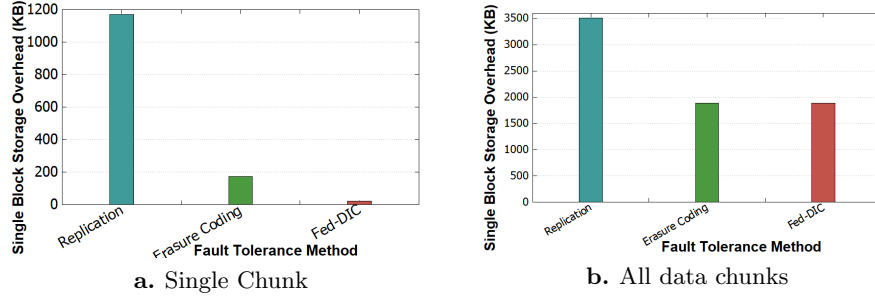 Single Block Storage Overhead (KB)
1200
1000
800
600
400
200
0
Replication
Erasure Coding
Fed-DIC
Fault Tolerance Method
a. Single Chunk
Single Block Storage Overhead (KB)
3500
3000
2500
2000
1500
1000
500
0
Replication
Erasure Coding
Fed-DIC
Fault Tolerance Method
b. All data chunks